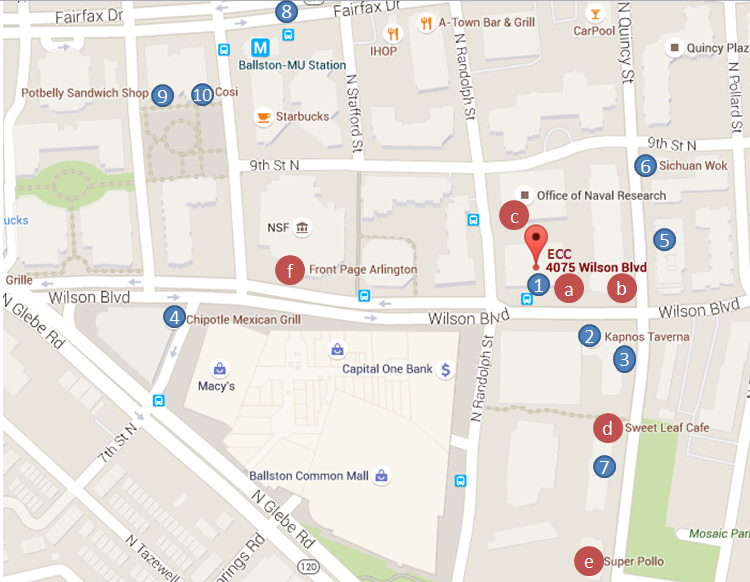 Fairfax Dr
8
Fairfax Dr
M
Ballston-MU Station
IHOP
A-Town Bar & Grill
CarPool
N Quincy St
Quincy Plaz
N Randolph St
N Stafford St
N Pollard St
Potbelly Sandwich Shop
9
10
Cosi
Starbucks
9th St N
9th St N
6
Sichuan Wok
Office of Naval Research
c
NSF
5
ucks
ECC
4075 Wilson Blvd
f
Front Page Arlington
1
a
b
Grille
Wilson Blvd
N Glebe Rd
4
Chipotle Mexican Grill
Wilson Blvd
Wilson Blvd
2
Kapnos Taverna
3
Macy's
Capital One Bank
$
N Randolph St
7th St N
d
Sweet Leaf Cafe
Ballston Common Mall
7
N Glebe Rd
Mosaic Par
N Tazewell
rings Rd
120
e
Super Pollo